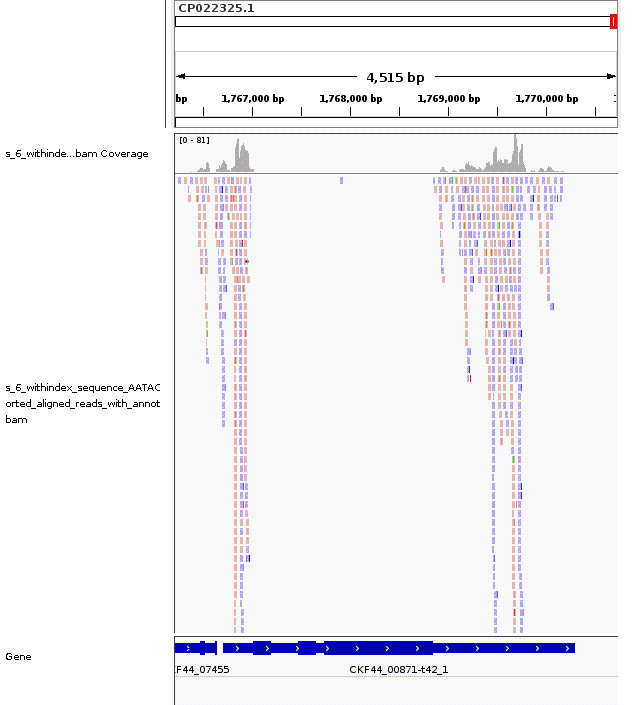 CP022325.1
4,515 bp
bp 1,767,000 bp 1,768,000 bp 1,769,000 bp 1,770,000 bp 1
[0 - 81]
s_6_withinde...bam Coverage
s_6_withindex_sequence_AATAC
orted_aligned_reads_with_annot
bam
Gene
F44_07455 CKF44_00871-t42_1